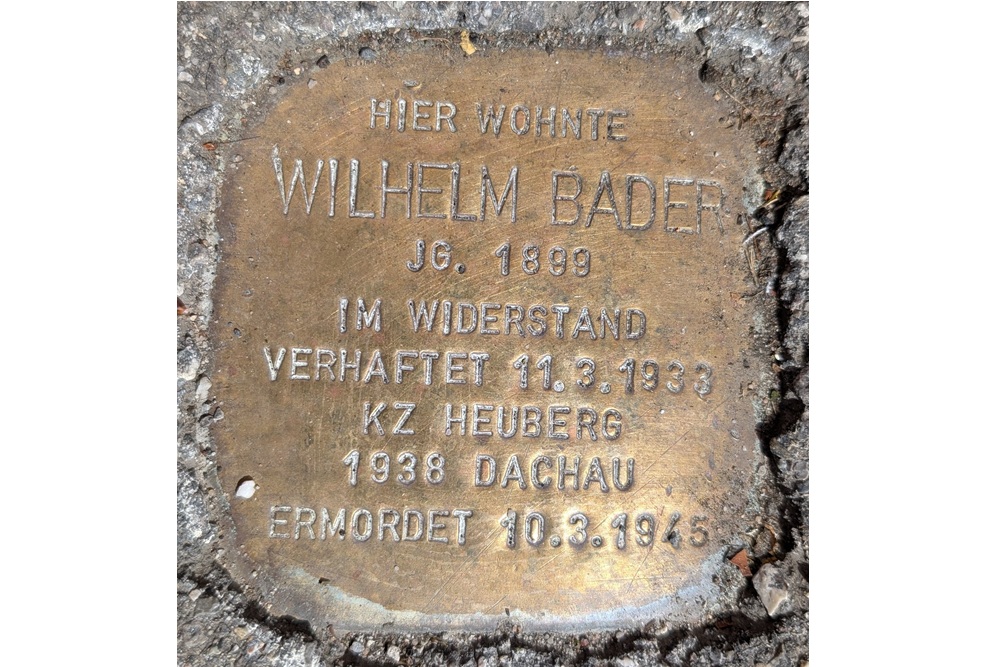 HIER WOHNTE
WILHELM BADER
JG. 1899
IM WIDERSTAND
VERHAFTET 11.3.1933
KZ HEUBERG
1938 DACHAU
ERMORDET 10.3.1945